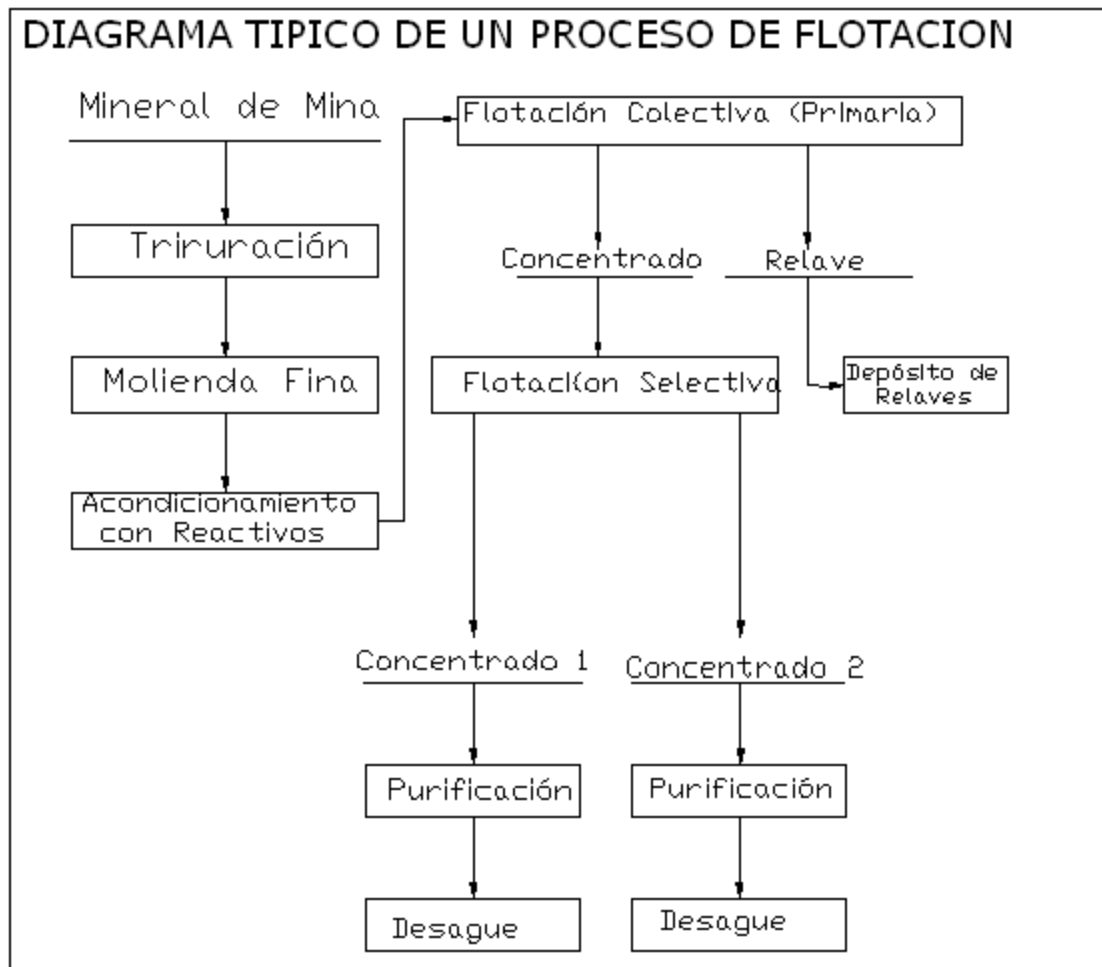 DIAGRAMA TIPICO DE UN PROCESO DE FLOTACION
Mineral de Mina
Triruración
Molienda Fina
Acondicionamiento
con Reactivos
Flotación Colectiva (Primaria)
Concentrado
Relave
Flotacíon Selectiva
Depósito de
Relaves
Concentrado 1
Concentrado 2
Purificación
Purificación
Desague
Desague